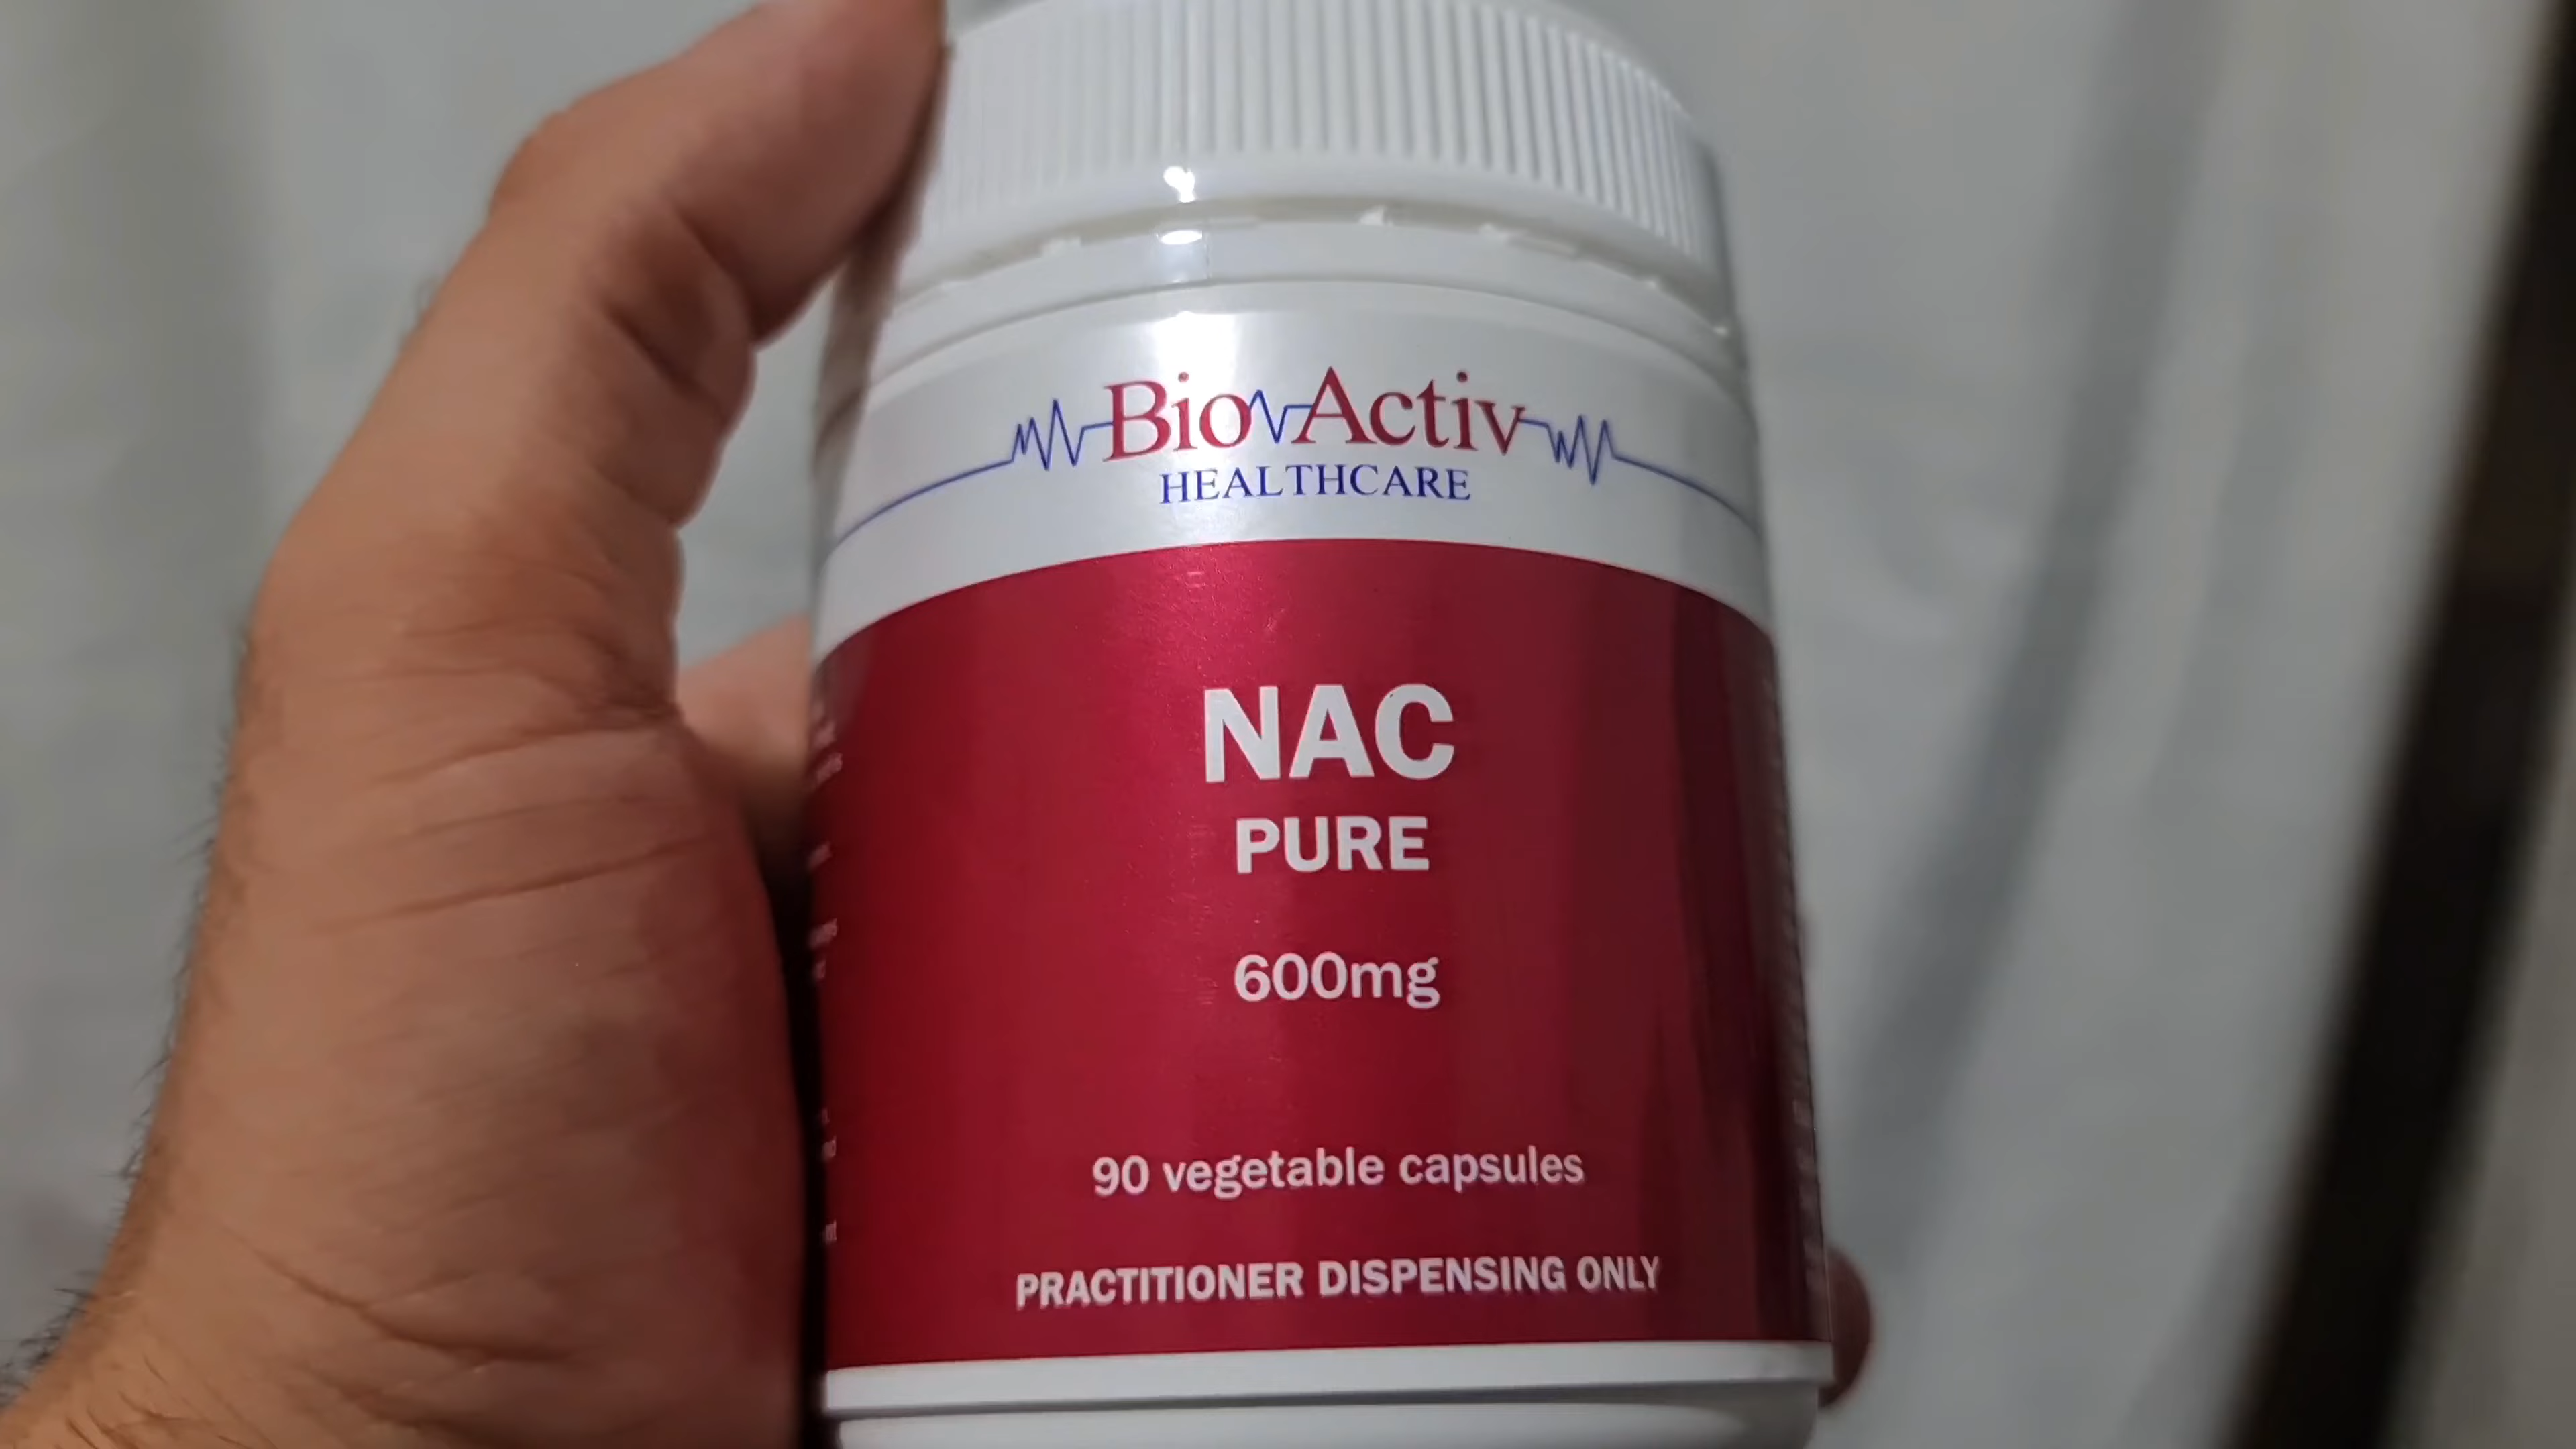 BioActiv
HEALTHCARE
NAC
PURE
600mg
90 vegetable capsules
PRACTITIONER DISPENSING ONLY